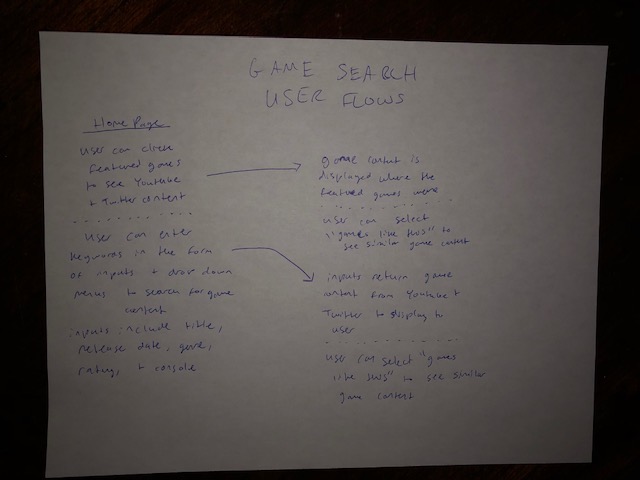 GAME SEARCH
USER FLOWS
Home Page
user can click
featured games
to see Youtube
+ Twitter content
user can enter
keywords in the form
of inputs + drop down
menus to search for game
content
inputs include title,
release date, genre,
rating, + console
game content is
displayed where the
featured games were
user can select
"games like this" to
see similar game content
inputs return game
content from Youtube +
Twitter to display to
user
user can select "games
like this" to see similar
game content